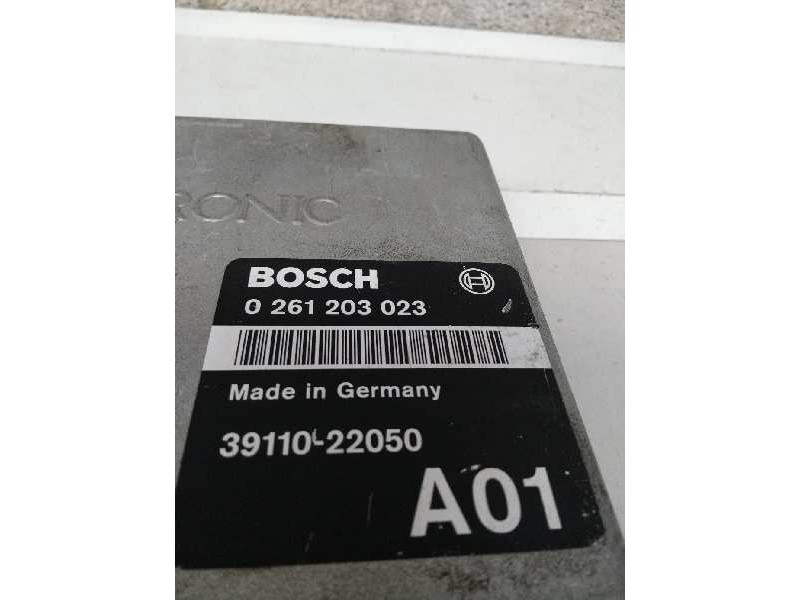 RONIC
BOSCH
0 261 203 023
Made in Germany
39110-22050
A01